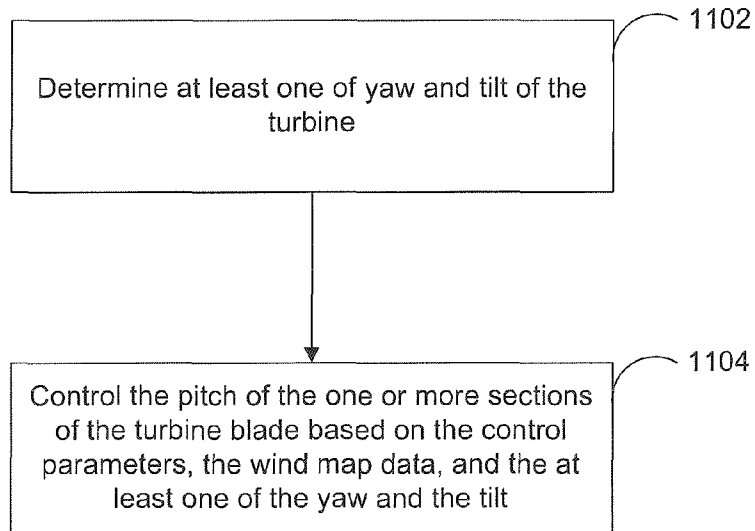 1102
Determine at least one of yaw and tilt of the
turbine
1104
Control the pitch of the one or more sections
of the turbine blade based on the control
parameters, the wind map data, and the at
least one of the yaw and the tilt